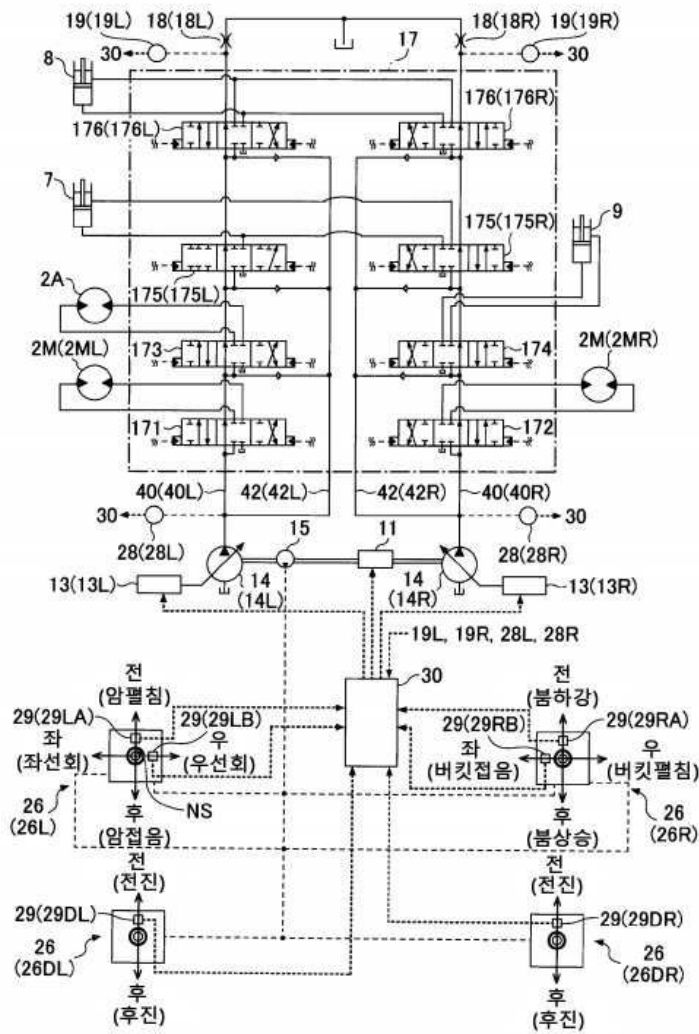 19(19L)
18(18L)
18(18R)
19(19R)
30
30
17
8
176(176L)
176(176R)
7
175(175R)
9
2A
175(175L)
173
174
2M(2ML)
2M(2MR)
171
172
40(40L)
42(42L)
42(42R)
40(40R)
30
15
11
30
28(28L)
28(28R)
13(13L)
14
(14L)
14
(14R)
13(13R)
19L, 19R, 28L, 28R
30
전
(암펼침)
전
(붐하강)
29(29LA)
29(29LB)
29(29RB)
29(29RA)
좌
(좌선회)
우
(우선회)
좌
(버킷접음)
우
(버킷펼침)
26
(26L)
NS
후
(암접음)
후
(붐상승)
26
(26R)
전
(전진)
전
(전진)
29(29DL)
29(29DR)
26
(26DL)
26
(26DR)
후
(후진)
후
(후진)